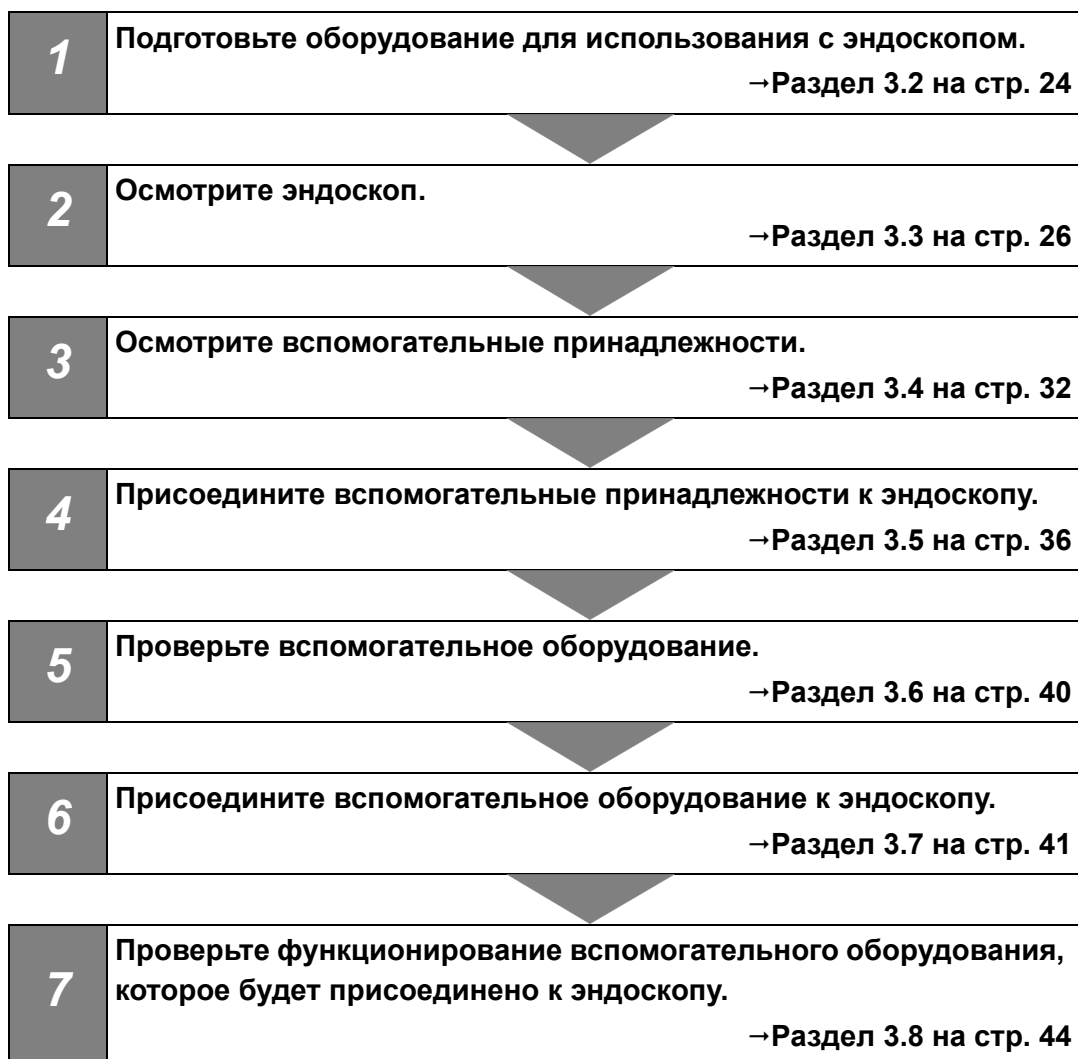 1
Подготовьте оборудование для использования с эндоскопом.
→Раздел 3.2 на стр. 24
2
Осмотрите эндоскоп.
→Раздел 3.3 на стр. 26
3
Осмотрите вспомогательные принадлежности.
→Раздел 3.4 на стр. 32
4
Присоедините вспомогательные принадлежности к эндоскопу.
→Раздел 3.5 на стр. 36
5
Проверьте вспомогательное оборудование.
→Раздел 3.6 на стр. 40
6
Присоедините вспомогательное оборудование к эндоскопу.
→Раздел 3.7 на стр. 41
7
Проверьте функционирование вспомогательного оборудования,
которое будет присоединено к эндоскопу.
→Раздел 3.8 на стр. 44